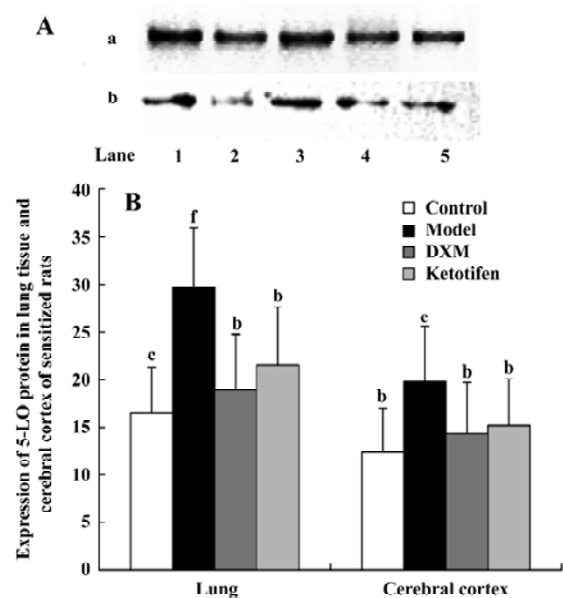 A
a
b
Lane 1 2 3 4 5
Expression of 5-LO protein in lung tissue and
cerebral cortex of sensitized rats
B
40
35
30
25
20
15
10
5
0
Control
Model
DXM
Ketotifen
c
f
b
b
b
c
b
b
Lung
Cerebral cortex